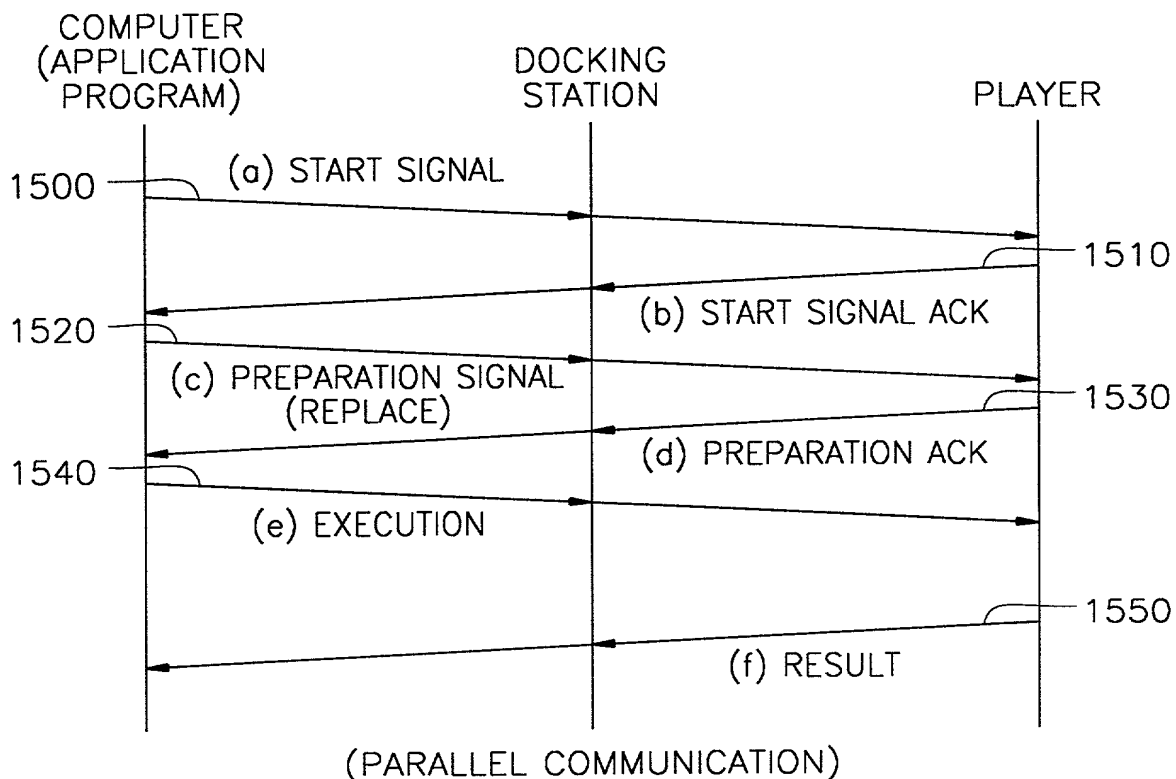 COMPUTER
(APPLICATION
PROGRAM)
DOCKING
STATION
PLAYER
1500
(a) START SIGNAL
1510
(b) START SIGNAL ACK
1520
(c) PREPARATION SIGNAL
(REPLACE)
1530
(d) PREPARATION ACK
1540
(e) EXECUTION
1550
(f) RESULT
(PARALLEL COMMUNICATION)